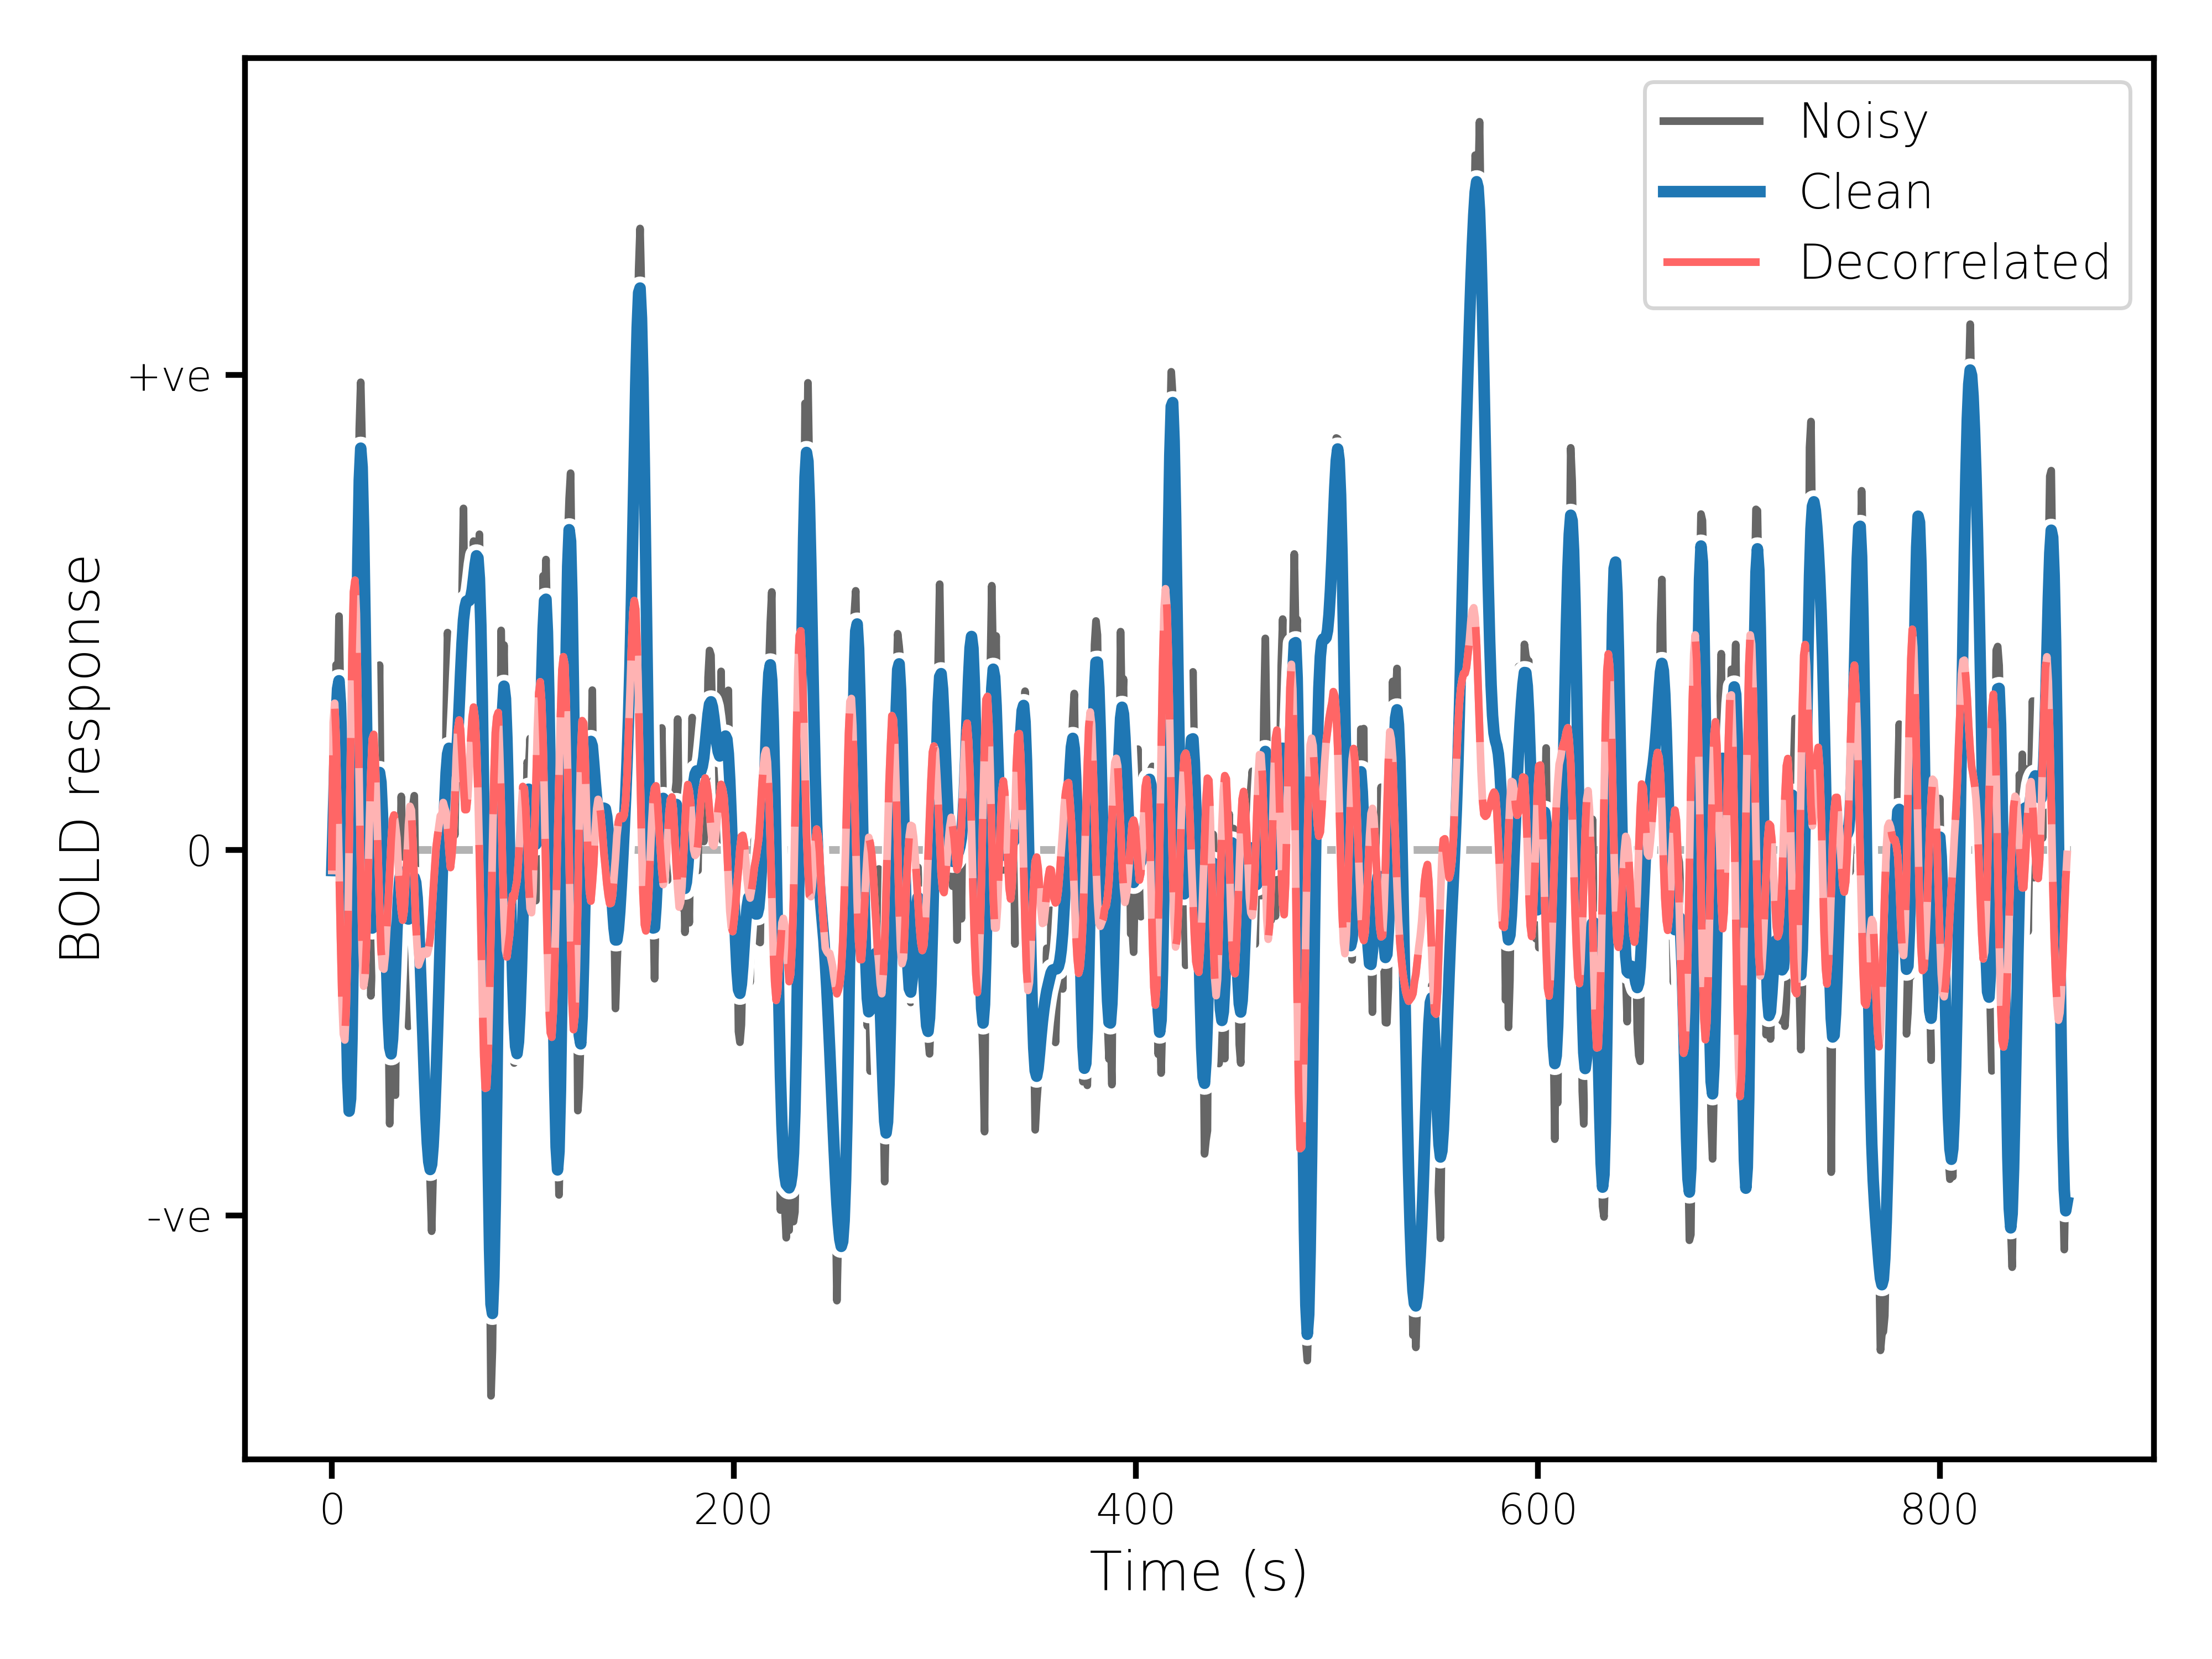 Noisy
Clean
Decorrelated
BOLD response
+ve
0
-ve
0 200 400 600 800
Time (s)